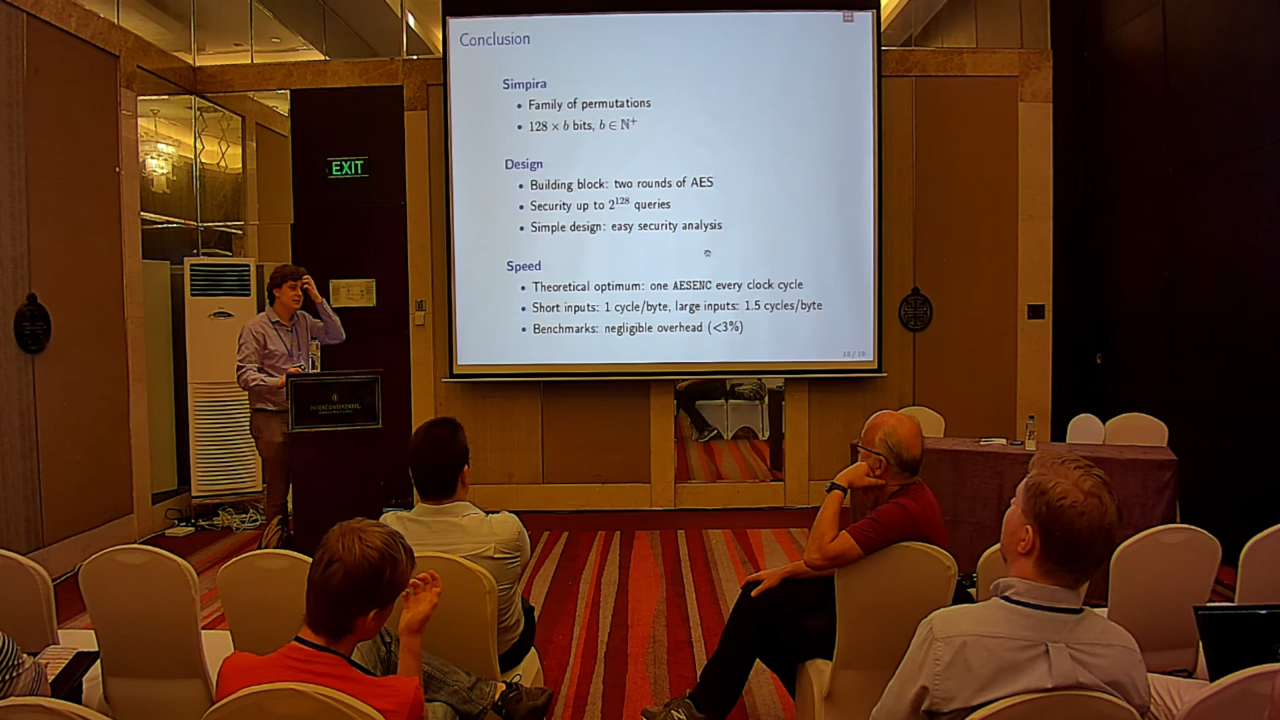 Conclusion
Simpira
• Family of permutations
• 128 × b bits, b ∈ ℕ⁺
Design
• Building block: two rounds of AES
• Security up to 2¹²⁸ queries
• Simple design: easy security analysis
Speed
• Theoretical optimum: one AESENC every clock cycle
• Short inputs: 1 cycle/byte, large inputs: 1.5 cycles/byte
• Benchmarks: negligible overhead (<3%)
EXIT
INTERCONTINENTAL